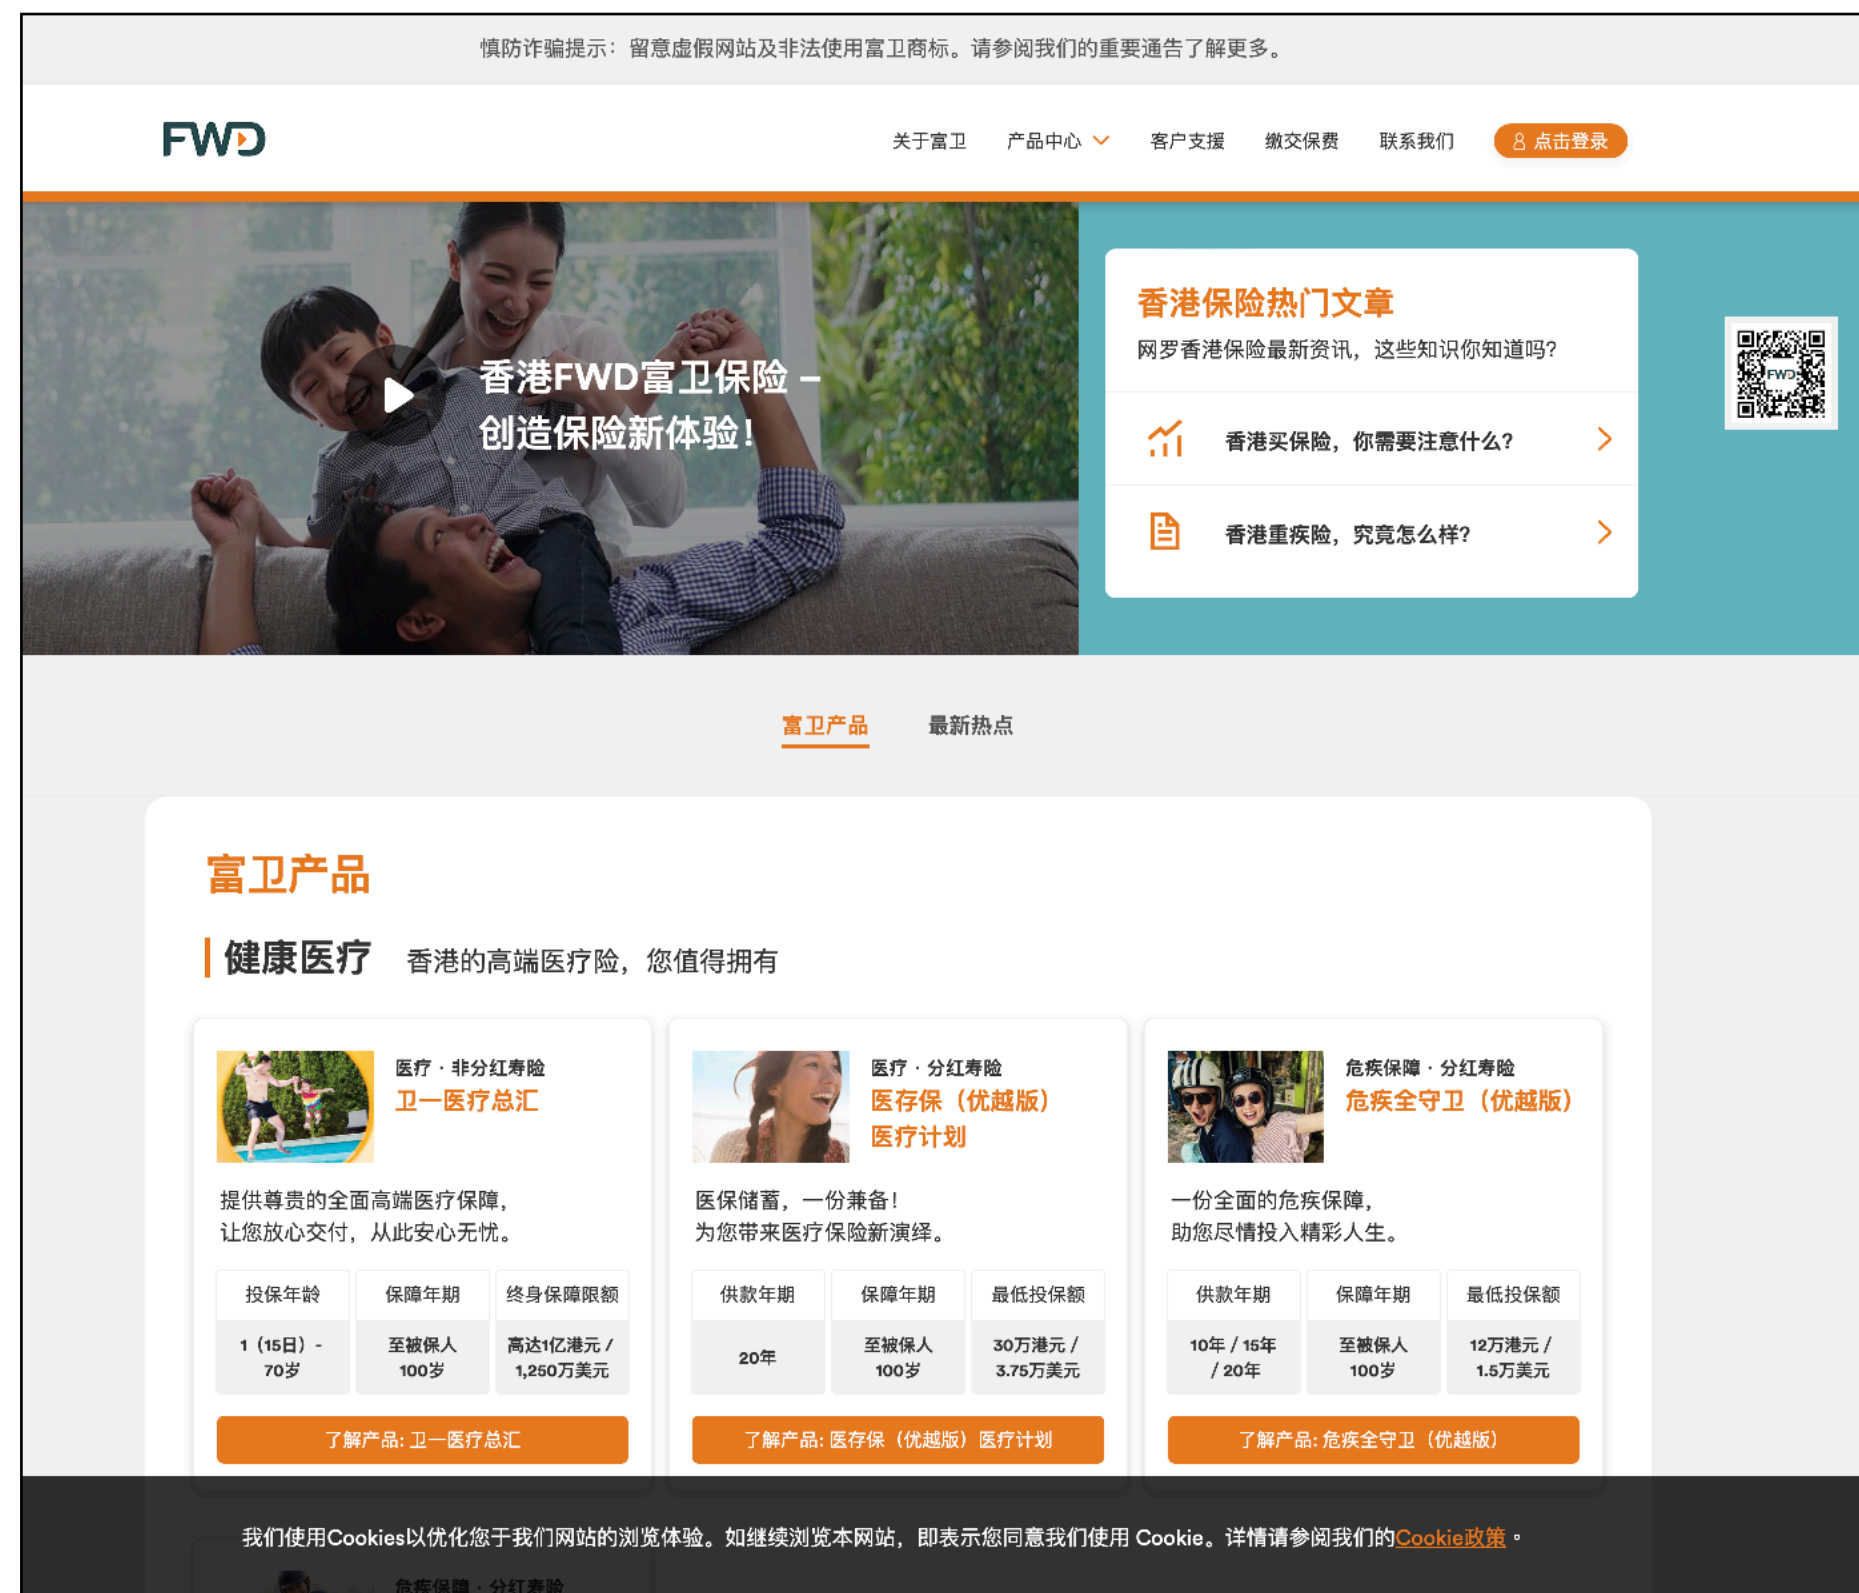 慎防诈骗提示：留意虚假网站及非法使用富卫商标。请参阅我们的重要通告了解更多。
FWD
关于富卫 产品中心 客户支援 缴交保费 联系我们 点击登录
香港FWD富卫保险 –
创造保险新体验！
香港保险热门文章
网罗香港保险最新资讯，这些知识你知道吗？
香港买保险，你需要注意什么？
香港重疾险，究竟怎么样？
FWD
富卫产品 最新热点
富卫产品
健康医疗 香港的高端医疗险，您值得拥有
医疗 · 非分红寿险
卫一医疗总汇
提供尊贵的全面高端医疗保障，
让您放心交付，从此安心无忧。
投保年龄 保障年期 终身保障限额
1（15日）- 至被保人 高达1亿港元 /
70岁 100岁 1,250万美元
了解产品: 卫一医疗总汇
医疗 · 分红寿险
医存保（优越版）
医疗计划
医保储蓄，一份兼备！
为您带来医疗保险新演绎。
供款年期 保障年期 最低投保额
20年 至被保人 30万港元 /
100岁 3.75万美元
了解产品: 医存保（优越版）医疗计划
危疾保障 · 分红寿险
危疾全守卫（优越版）
一份全面的危疾保障，
助您尽情投入精彩人生。
供款年期 保障年期 最低投保额
10年 / 15年 至被保人 12万港元 /
/ 20年 100岁 1.5万美元
了解产品: 危疾全守卫（优越版）
我们使用Cookies以优化您于我们网站的浏览体验。如继续浏览本网站，即表示您同意我们使用 Cookie。详情请参阅我们的Cookie政策。
危疾保障 · 分红寿险